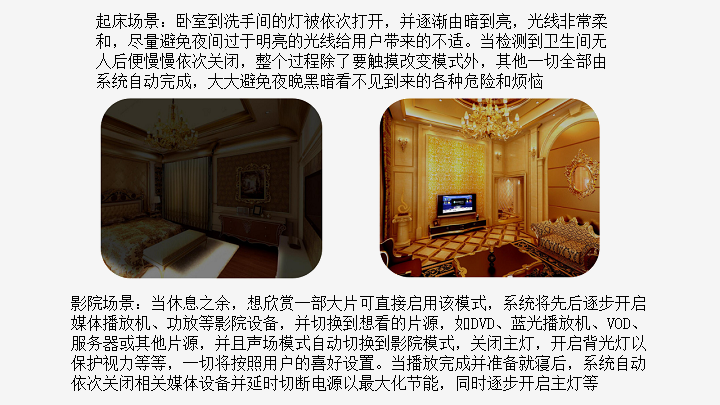 起床场景：卧室到洗手间的灯被依次打开，并逐渐由暗到亮，光线非常柔
和，尽量避免夜间过于明亮的光线给用户带来的不适。当检测到卫生间无
人后便慢慢依次关闭，整个过程除了要触摸改变模式外，其他一切全部由
系统自动完成，大大避免夜晚黑暗看不见到来的各种危险和烦恼
影院场景：当休息之余，想欣赏一部大片可直接启用该模式，系统将先后逐步开启
媒体播放机、功放等影院设备，并切换到想看的片源，如DVD、蓝光播放机、VOD、
服务器或其他片源，并且声场模式自动切换到影院模式，关闭主灯，开启背光灯以
保护视力等等，一切将按照用户的喜好设置。当播放完成并准备就寝后，系统自动
依次关闭相关媒体设备并延时切断电源以最大化节能，同时逐步开启主灯等